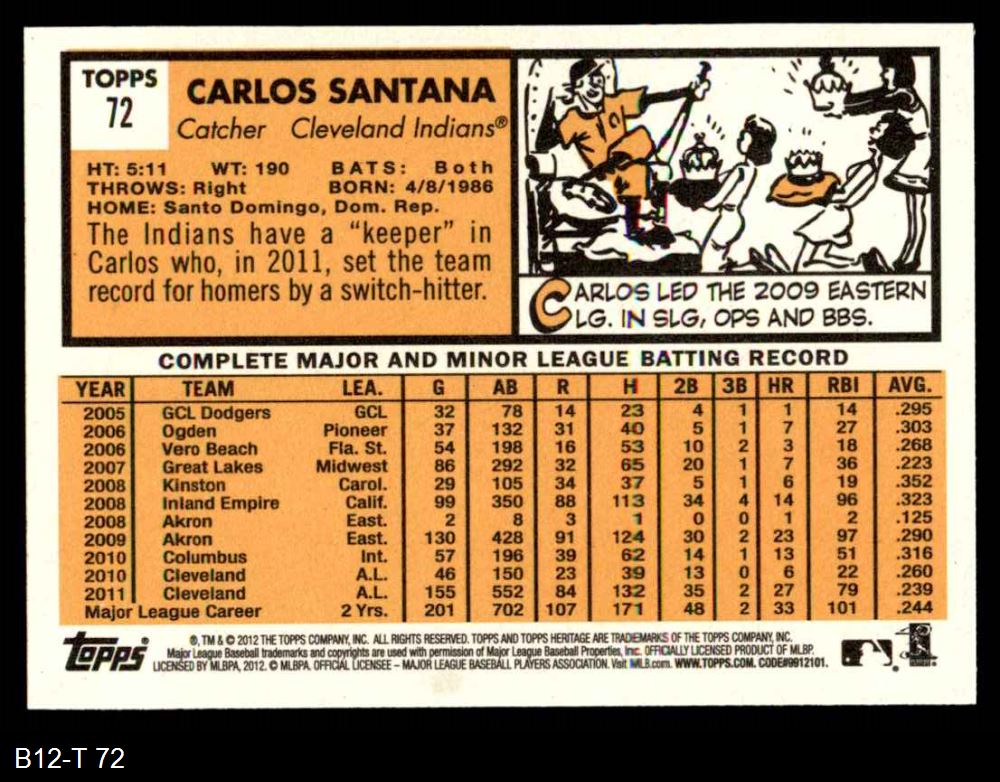 TOPPS
72
CARLOS SANTANA
Catcher Cleveland Indians®
HT: 5:11 WT: 190 BATS: Both
THROWS: Right BORN: 4/8/1986
HOME: Santo Domingo, Dom. Rep.
The Indians have a “keeper” in
Carlos who, in 2011, set the team
record for homers by a switch-hitter.
CARLOS LED THE 2009 EASTERN
LG. IN SLG, OPS AND BBS.
COMPLETE MAJOR AND MINOR LEAGUE BATTING RECORD
YEAR TEAM LEA. G AB R H 2B 3B HR RBI AVG.
2005 GCL Dodgers GCL 32 78 14 23 4 1 1 14 .295
2006 Ogden Pioneer 37 132 31 40 5 1 7 27 .303
2006 Vero Beach Fla. St. 54 198 16 53 10 2 3 18 .268
2007 Great Lakes Midwest 86 292 32 65 20 1 7 36 .223
2008 Kinston Carol. 29 105 34 37 5 1 6 19 .352
2008 Inland Empire Calif. 99 350 88 113 34 4 14 96 .323
2008 Akron East. 2 8 3 1 0 0 1 2 .125
2009 Akron East. 130 428 91 124 30 2 23 97 .290
2010 Columbus Int. 57 196 39 62 14 1 13 51 .316
2010 Cleveland A.L. 46 150 23 39 13 0 6 22 .260
2011 Cleveland A.L. 155 552 84 132 35 2 27 79 .239
Major League Career 2 Yrs. 201 702 107 171 48 2 33 101 .244
Topps
®, TM & © 2012 THE TOPPS COMPANY, INC. ALL RIGHTS RESERVED. TOPPS AND TOPPS HERITAGE ARE TRADEMARKS OF THE TOPPS COMPANY, INC.
Major League Baseball trademarks and copyrights are used with permission of Major League Baseball Properties, Inc. OFFICIALLY LICENSED PRODUCT OF MLBP.
LICENSED BY MLBPA, 2012. © MLBPA. OFFICIAL LICENSEE – MAJOR LEAGUE BASEBALL PLAYERS ASSOCIATION. Visit MLB.com. WWW.TOPPS.COM. CODE#9912101.
B12-T 72